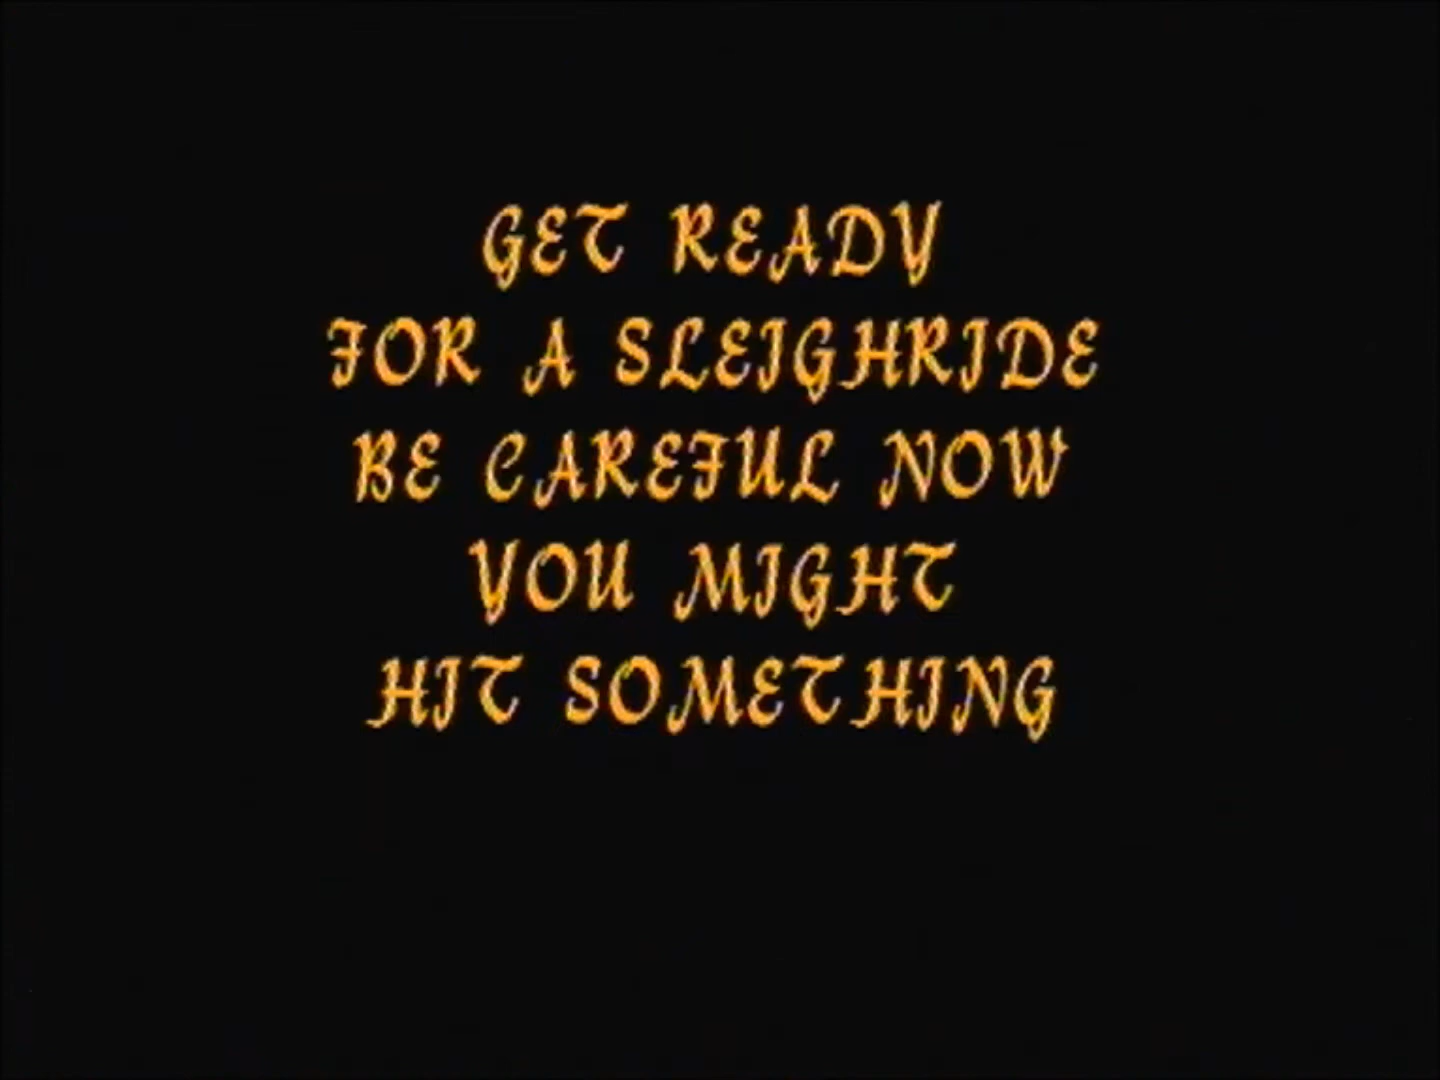 GET READY
FOR A SLEIGHRIDE
BE CAREFUL NOW
YOU MIGHT
HIT SOMETHING